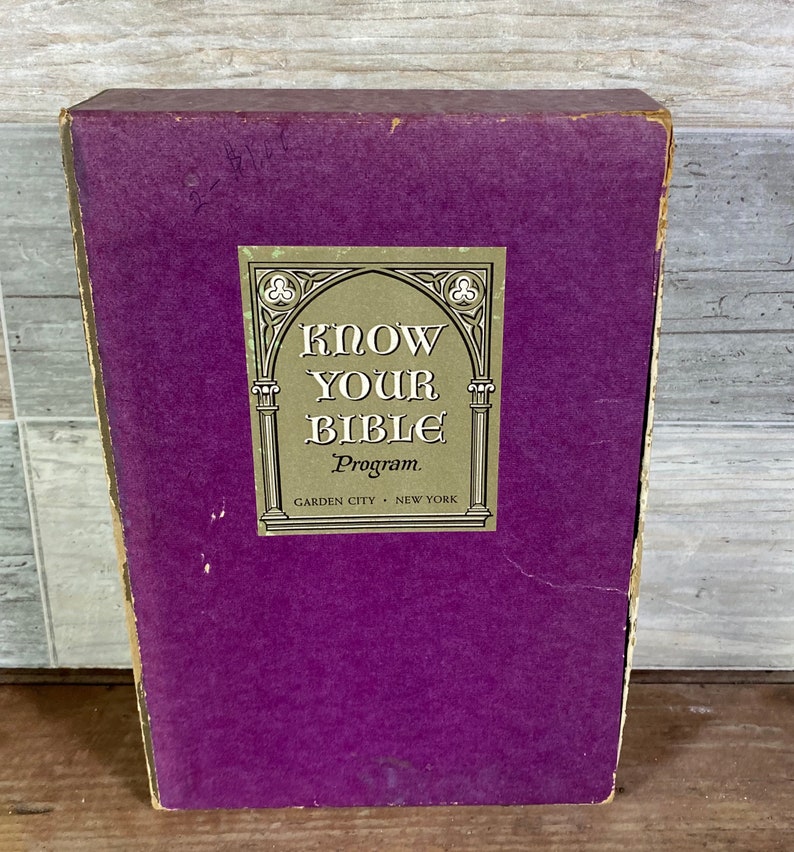 KNOW
YOUR
BIBLE
Program
GARDEN CITY • NEW YORK